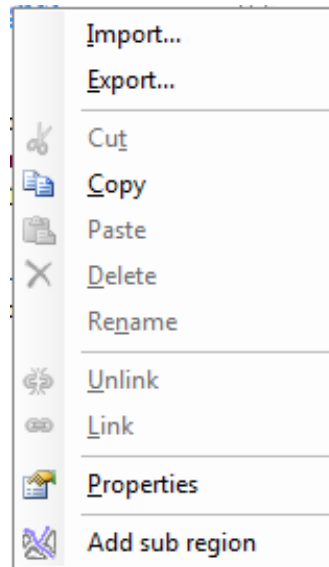 Import...
Export...
Cut
Copy
Paste
Delete
Rename
Unlink
Link
Properties
Add sub region